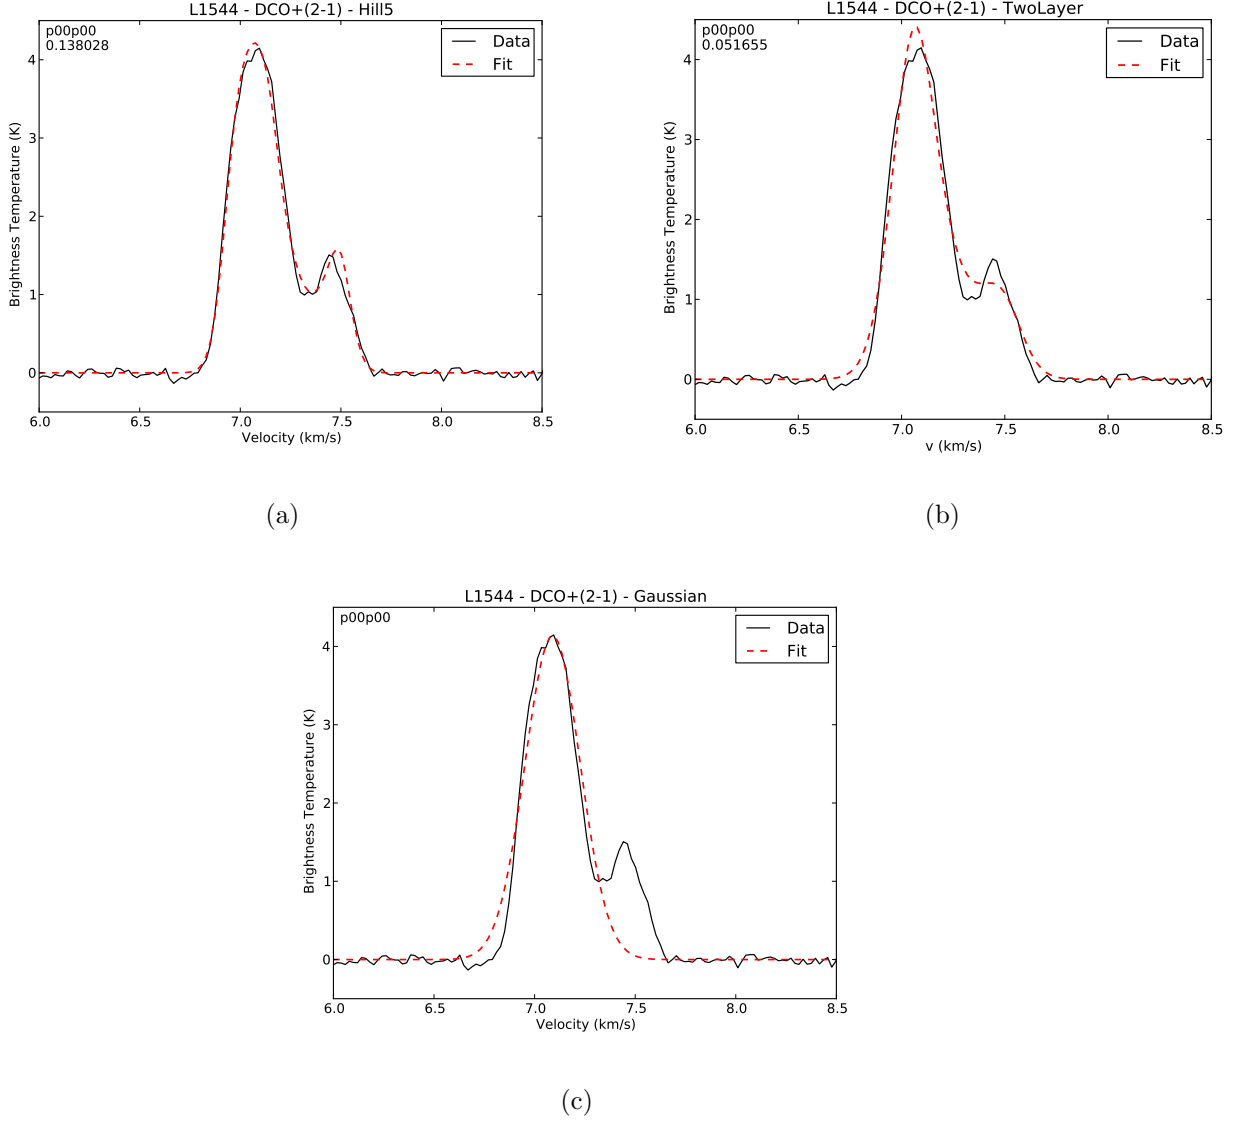 L1544 - DCO+(2-1) - Hill5
p00p00
0.138028
Data
Fit
Brightness Temperature (K)
4
3
2
1
0
6.0 6.5 7.0 7.5 8.0 8.5
Velocity (km/s)
(a)
L1544 - DCO+(2-1) - TwoLayer
p00p00
0.051655
Data
Fit
Brightness Temperature (K)
4
3
2
1
0
6.0 6.5 7.0 7.5 8.0 8.5
v (km/s)
(b)
L1544 - DCO+(2-1) - Gaussian
p00p00
Data
Fit
Brightness Temperature (K)
4
3
2
1
0
6.0 6.5 7.0 7.5 8.0 8.5
Velocity (km/s)
(c)